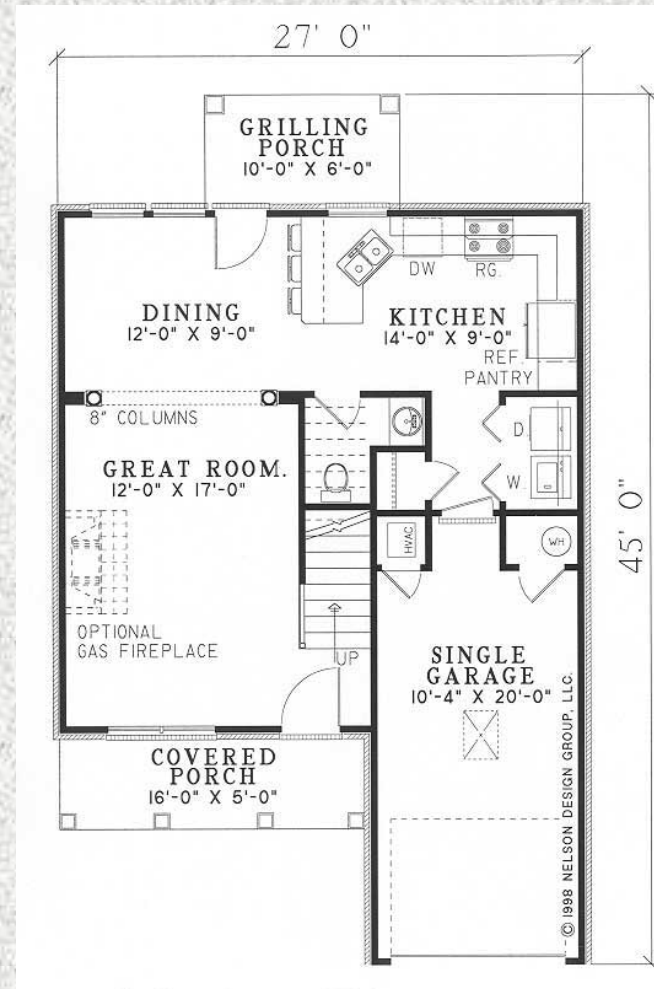 27' 0"
GRILLING
PORCH
10'-0" X 6'-0"
DW
RG.
DINING
12'-0" X 9'-0"
KITCHEN
14'-0" X 9'-0"
REF.
PANTRY
8" COLUMNS
D
W
GREAT ROOM.
12'-0" X 17'-0"
HVAC
WH
45' 0"
OPTIONAL
GAS FIREPLACE
UP
SINGLE
GARAGE
10'-4" X 20'-0"
COVERED
PORCH
16'-0" X 5'-0"
© 1998 NELSON DESIGN GROUP, LLC.